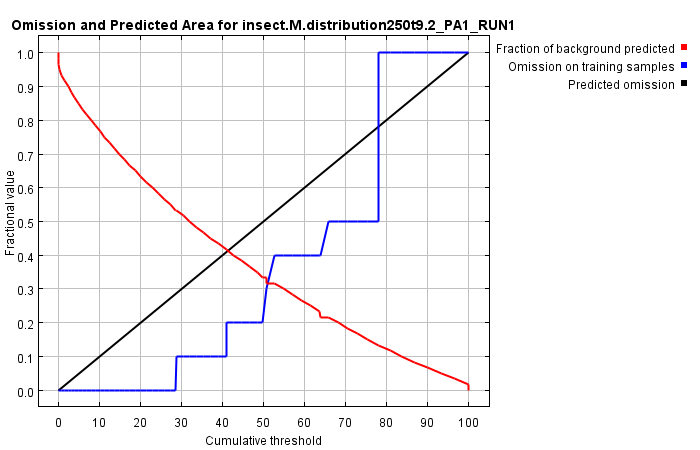 Omission and Predicted Area for insect.M.distribution250t9.2_PA1_RUN1
Fraction of background predicted
Omission on training samples
Predicted omission
Fractional value
1.0
0.9
0.8
0.7
0.6
0.5
0.4
0.3
0.2
0.1
0.0
0 10 20 30 40 50 60 70 80 90 100
Cumulative threshold